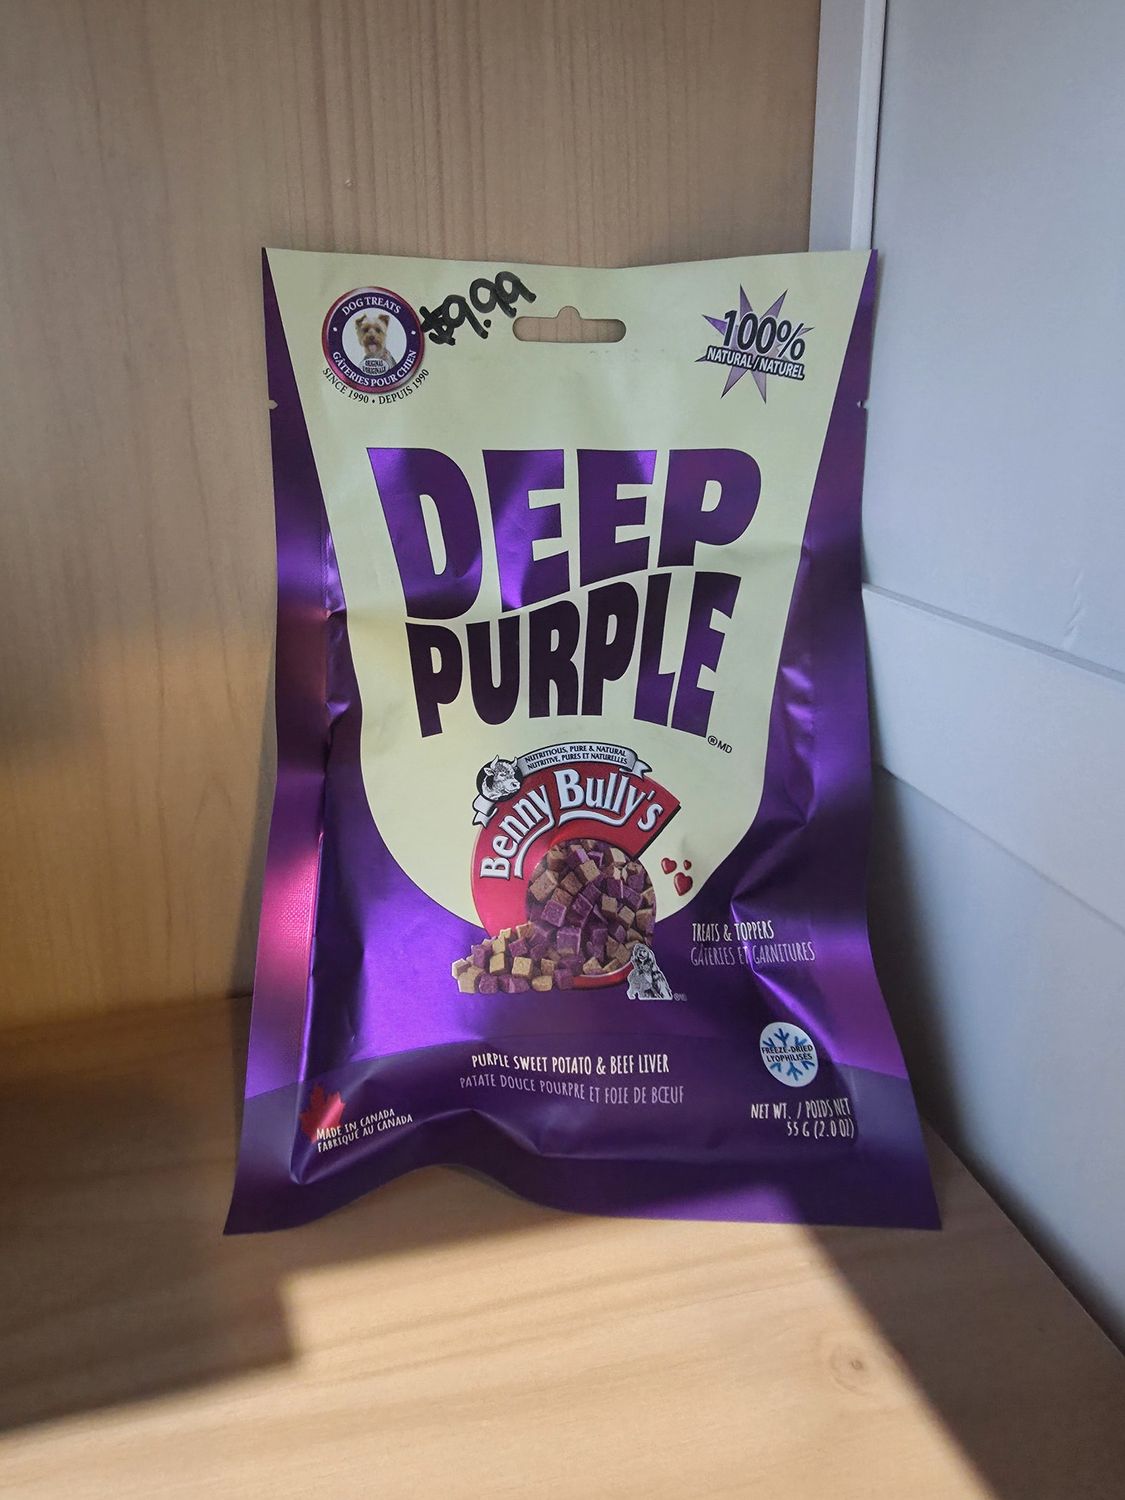 DOG TREATS
ORIGINAL
GÂTERIES POUR CHIEN
SINCE 1990 • DEPUIS 1990
$9.99
100%
NATURAL/NATUREL
DEEP
PURPLE
®MD
NUTRITIOUS, PURE & NATURAL
NUTRITIVE, PURES ET NATURELLES
Benny Bully's
TREATS & TOPPERS
GÂTERIES ET GARNITURES
FREEZE-DRIED
LYOPHILISÉS
PURPLE SWEET POTATO & BEEF LIVER
PATATE DOUCE POURPRE ET FOIE DE BŒUF
MADE IN CANADA
FABRIQUÉ AU CANADA
NET WT. / POIDS NET
55 G (2.0 OZ)